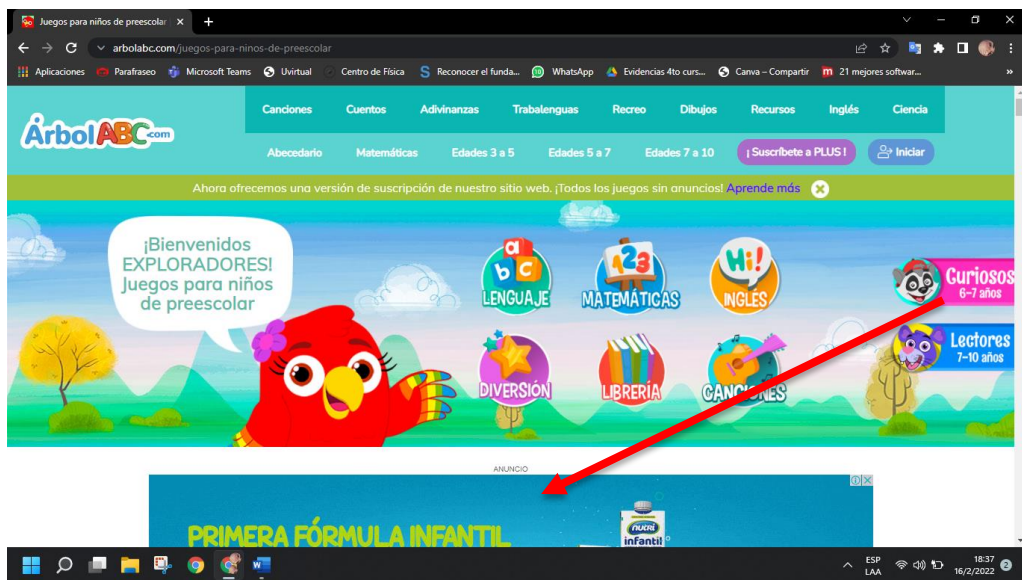 Juegos para niños de preescolar
arbolabc.com/juegos-para-ninos-de-preescolar
Aplicaciones Parafraseo Microsoft Teams Uvirtual Centro de Física Reconocer el funda... WhatsApp Evidencias 4to curs... Canva – Compartir 21 mejores softwar... »
Canciones Cuentos Adivinanzas Trabalenguas Recreo Dibujos Recursos Inglés Ciencia
ÁrbolABC.com
Abecedario Matemáticas Edades 3 a 5 Edades 5 a 7 Edades 7 a 10 ¡ Suscríbete a PLUS ! Iniciar
Ahora ofrecemos una versión de suscripción de nuestro sitio web. ¡Todos los juegos sin anuncios! Aprende más
¡Bienvenidos
EXPLORADORES!
Juegos para niños
de preescolar
a
b c
LENGUAJE
123
MATEMÁTICAS
Hi!
INGLÉS
Curiosos
6-7 años
Lectores
7-10 años
DIVERSIÓN
LIBRERÍA
CANCIONES
ANUNCIO
PRIMERA FÓRMULA INFANTIL
nutri
infantil
ESP
LAA
18:37
16/2/2022
2